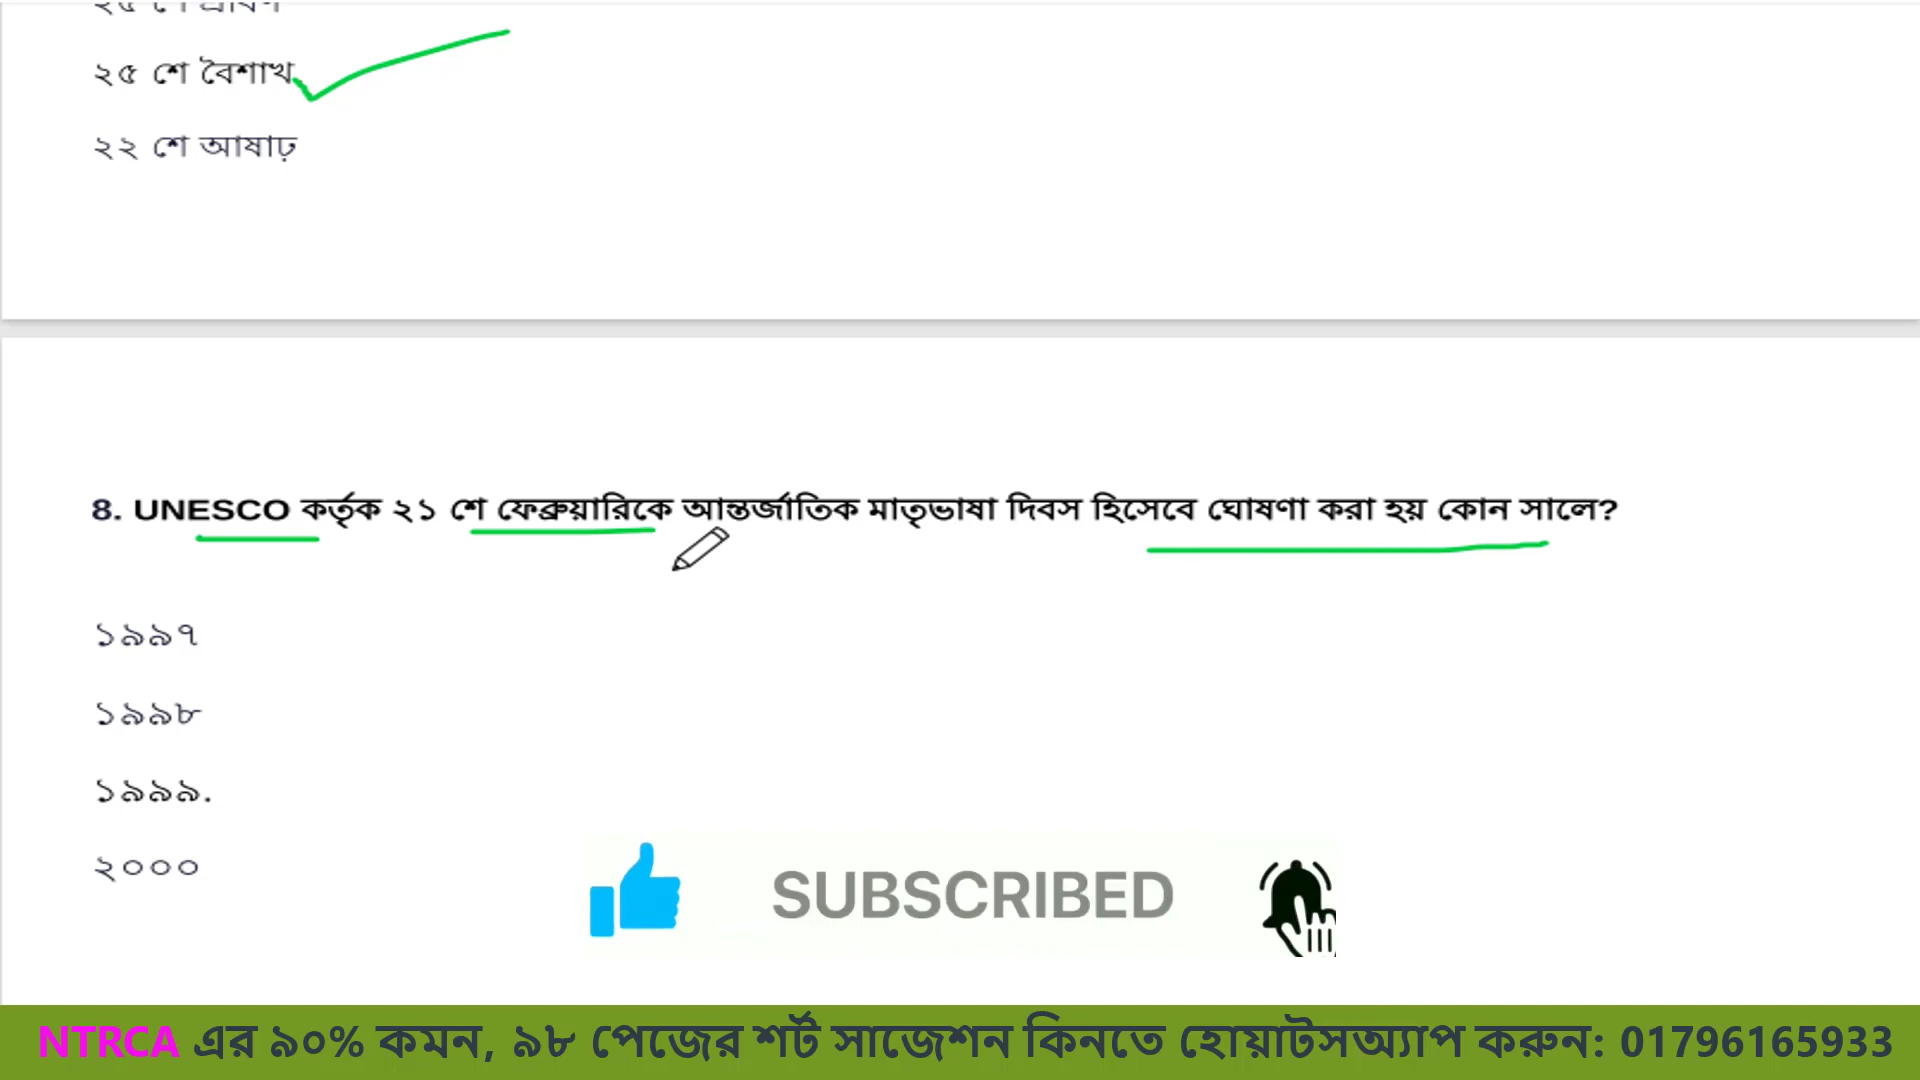 ২৫ শে বৈশাখ
২২ শে আষাঢ়
8. UNESCO কর্তৃক ২১ শে ফেব্রুয়ারিকে আন্তর্জাতিক মাতৃভাষা দিবস হিসেবে ঘোষণা করা হয় কোন সালে?
১৯৯৭
১৯৯৮
১৯৯৯.
২০০০
SUBSCRIBED
NTRCA এর ৯০% কমন, ৯৮ পেজের শর্ট সাজেশন কিনতে হোয়াটসঅ্যাপ করুন: 01796165933